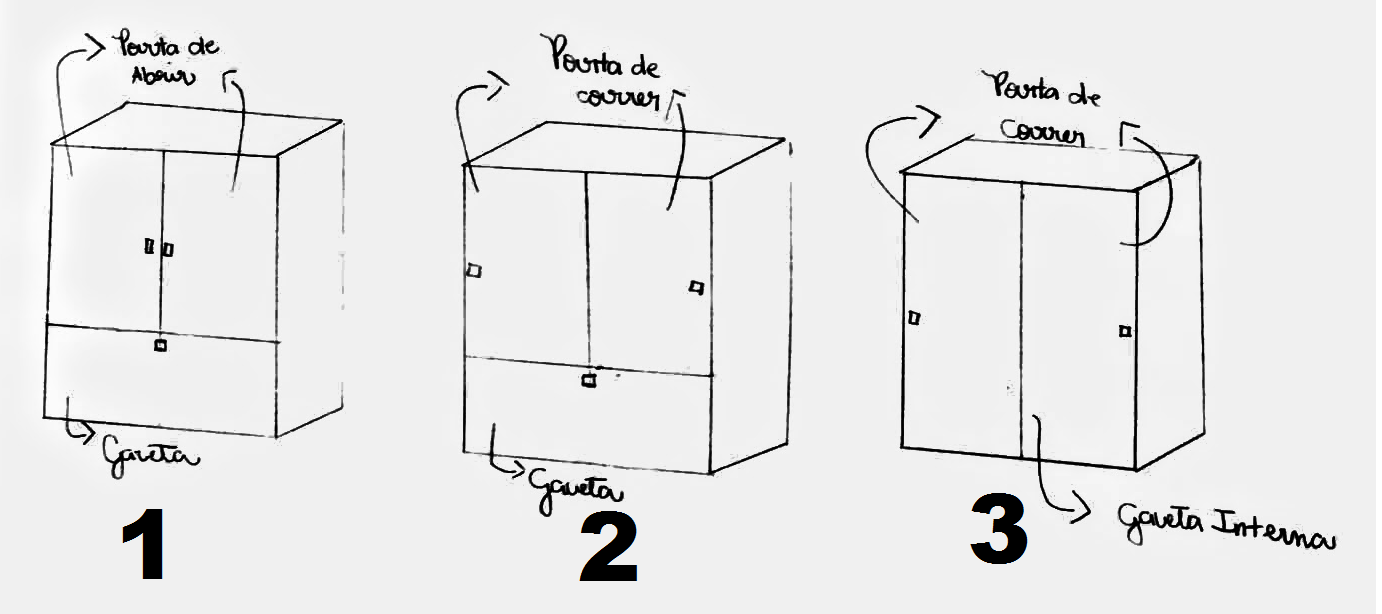 Porta de
Abrir
Gaveta
1
Porta de
correr
Gaveta
2
Porta de
Correr
Gaveta Interna
3